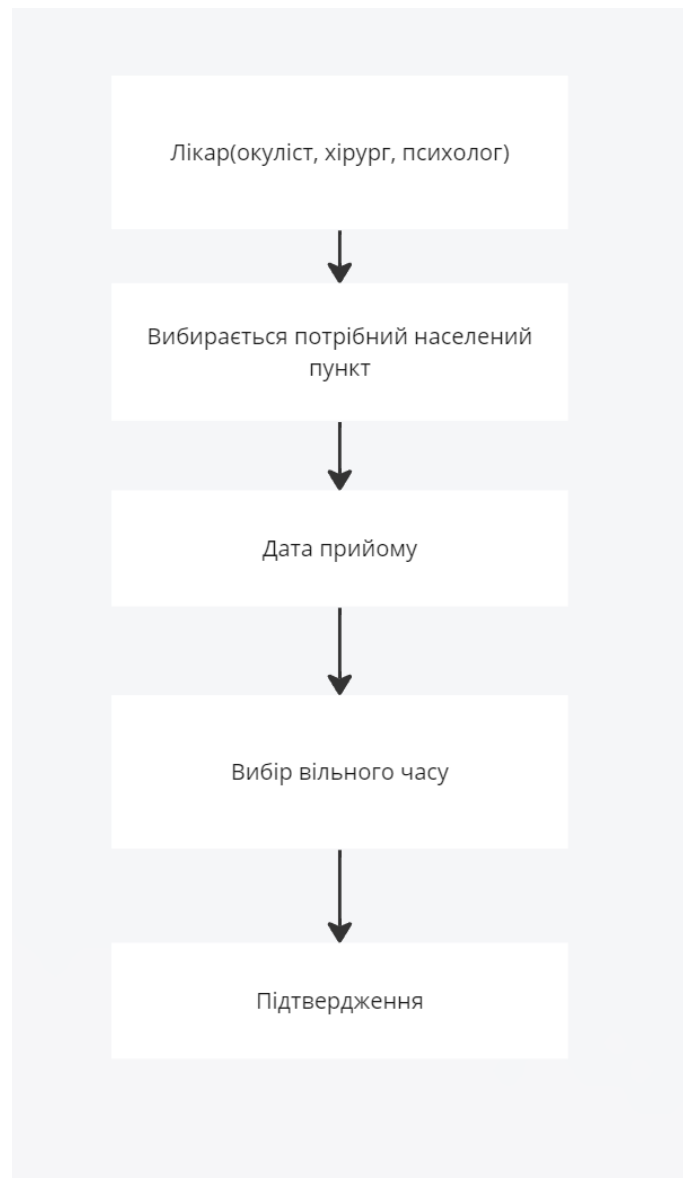 Лікар(окуліст, хірург, психолог)
Вибирається потрібний населений
пункт
Дата прийому
Вибір вільного часу
Підтвердження